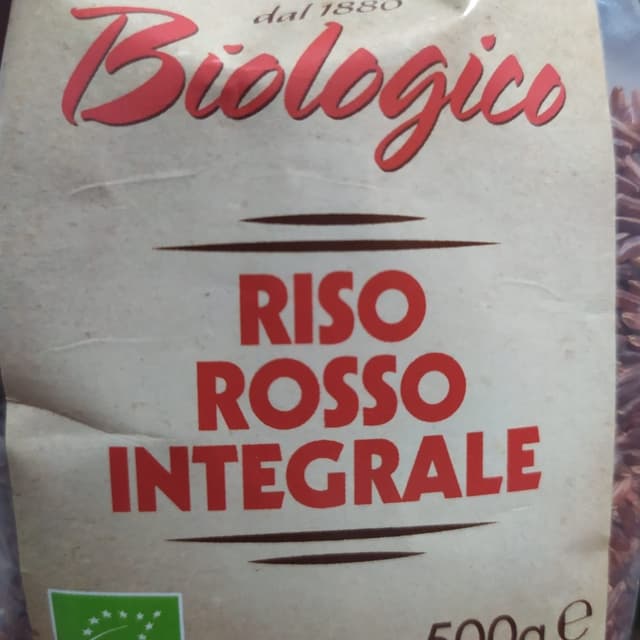 dal 1880
Biologico
RISO
ROSSO
INTEGRALE
500g e